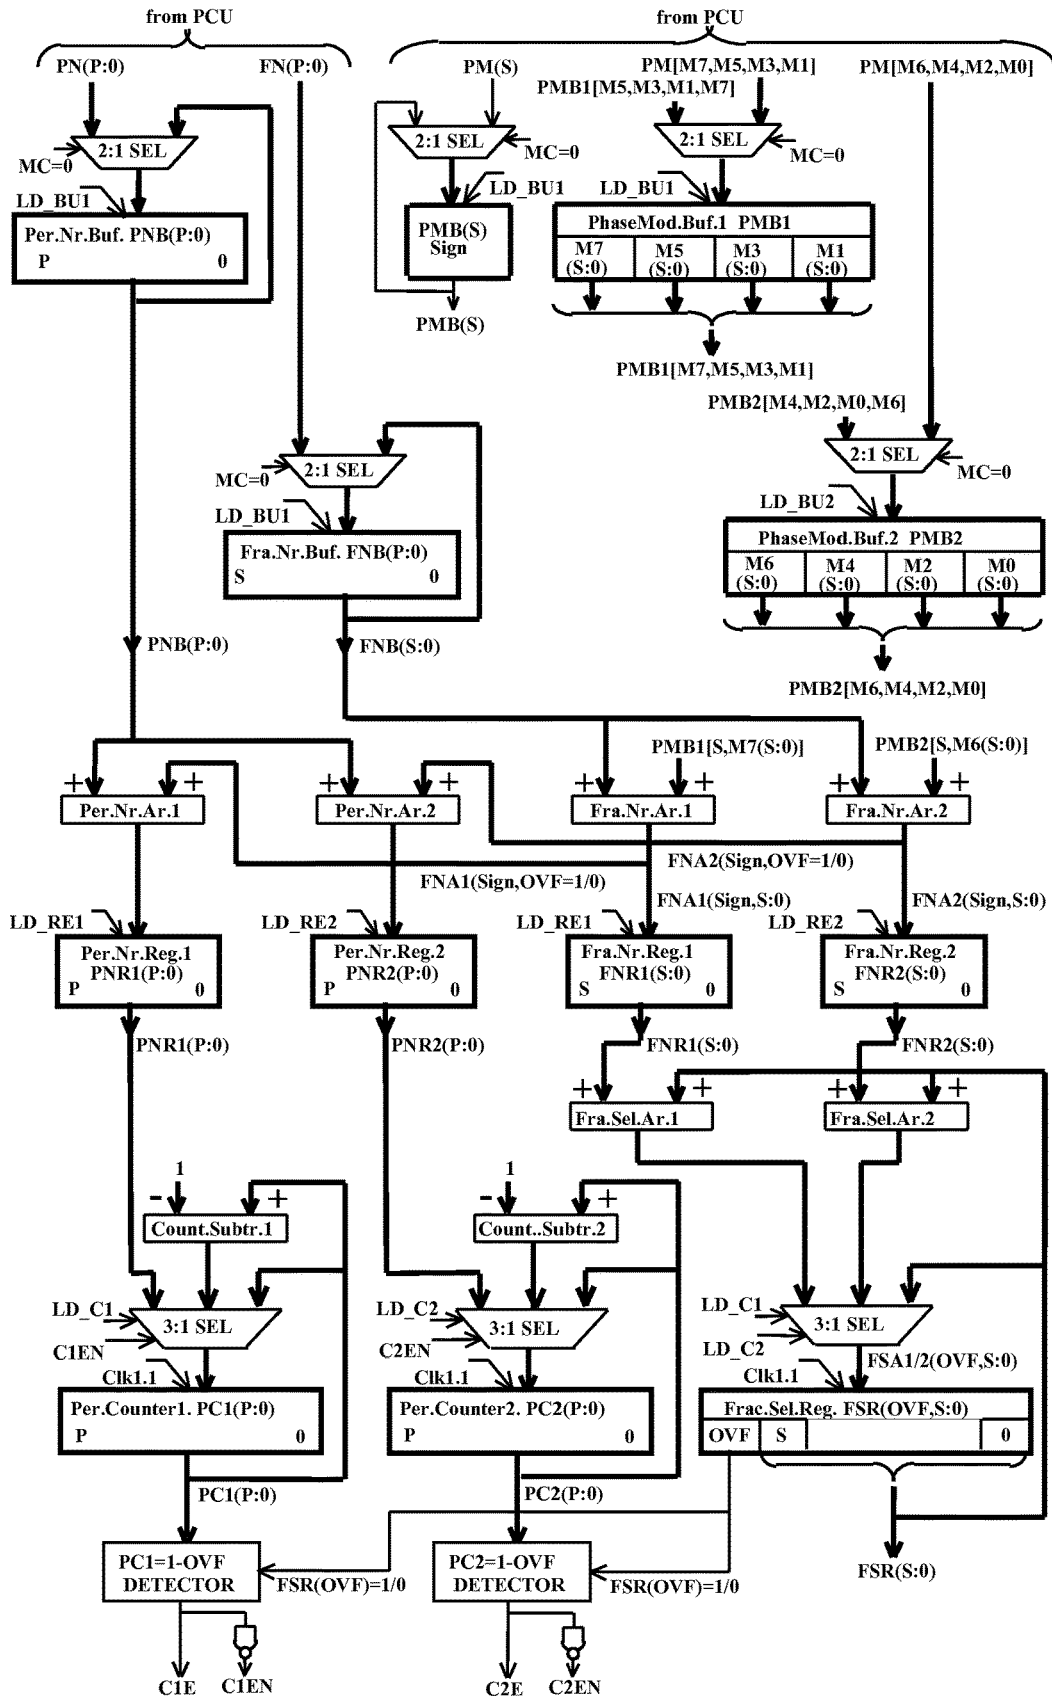 from PCU
from PCU
PN(P:0)
FN(P:0)
PM(S)
PM[M7,M5,M3,M1]
PM[M6,M4,M2,M0]
PMB1[M5,M3,M1,M7]
2:1 SEL
MC=0
2:1 SEL
MC=0
2:1 SEL
MC=0
LD_BU1
LD_BU1
LD_BU1
Per.Nr.Buf. PNB(P:0)
P
0
PMB(S)
Sign
PhaseMod.Buf.1 PMB1
M7
(S:0)
M5
(S:0)
M3
(S:0)
M1
(S:0)
PMB(S)
PMB1[M7,M5,M3,M1]
PMB2[M4,M2,M0,M6]
2:1 SEL
MC=0
2:1 SEL
MC=0
LD_BU1
LD_BU2
Fra.Nr.Buf. FNB(P:0)
S
0
PhaseMod.Buf.2 PMB2
M6
(S:0)
M4
(S:0)
M2
(S:0)
M0
(S:0)
PNB(P:0)
FNB(S:0)
PMB2[M6,M4,M2,M0]
PMB1[S,M7(S:0)]
PMB2[S,M6(S:0)]
+
+
+
+
+
+
+
+
Per.Nr.Ar.1
Per.Nr.Ar.2
Fra.Nr.Ar.1
Fra.Nr.Ar.2
FNA2(Sign,OVF=1/0)
FNA1(Sign,OVF=1/0)
FNA1(Sign,S:0)
FNA2(Sign,S:0)
LD_RE1
LD_RE2
LD_RE1
LD_RE2
Per.Nr.Reg.1
PNR1(P:0)
P
0
Per.Nr.Reg.2
PNR2(P:0)
P
0
Fra.Nr.Reg.1
FNR1(S:0)
S
0
Fra.Nr.Reg.2
FNR2(S:0)
S
0
PNR1(P:0)
PNR2(P:0)
FNR1(S:0)
FNR2(S:0)
+
+
+
+
Fra.Sel.Ar.1
Fra.Sel.Ar.2
1
1
-
+
-
+
Count.Subtr.1
Count..Subtr.2
LD_C1
3:1 SEL
C1EN
LD_C2
3:1 SEL
C2EN
LD_C1
3:1 SEL
LD_C2
FSA1/2(OVF,S:0)
Clk1.1
Clk1.1
Clk1.1
Per.Counter1. PC1(P:0)
P
0
Per.Counter2. PC2(P:0)
P
0
Frac.Sel.Reg. FSR(OVF,S:0)
OVF
S
0
PC1(P:0)
PC2(P:0)
PC1=1-OVF
DETECTOR
FSR(OVF)=1/0
PC2=1-OVF
DETECTOR
FSR(OVF)=1/0
FSR(S:0)
C1E
C1EN
C2E
C2EN